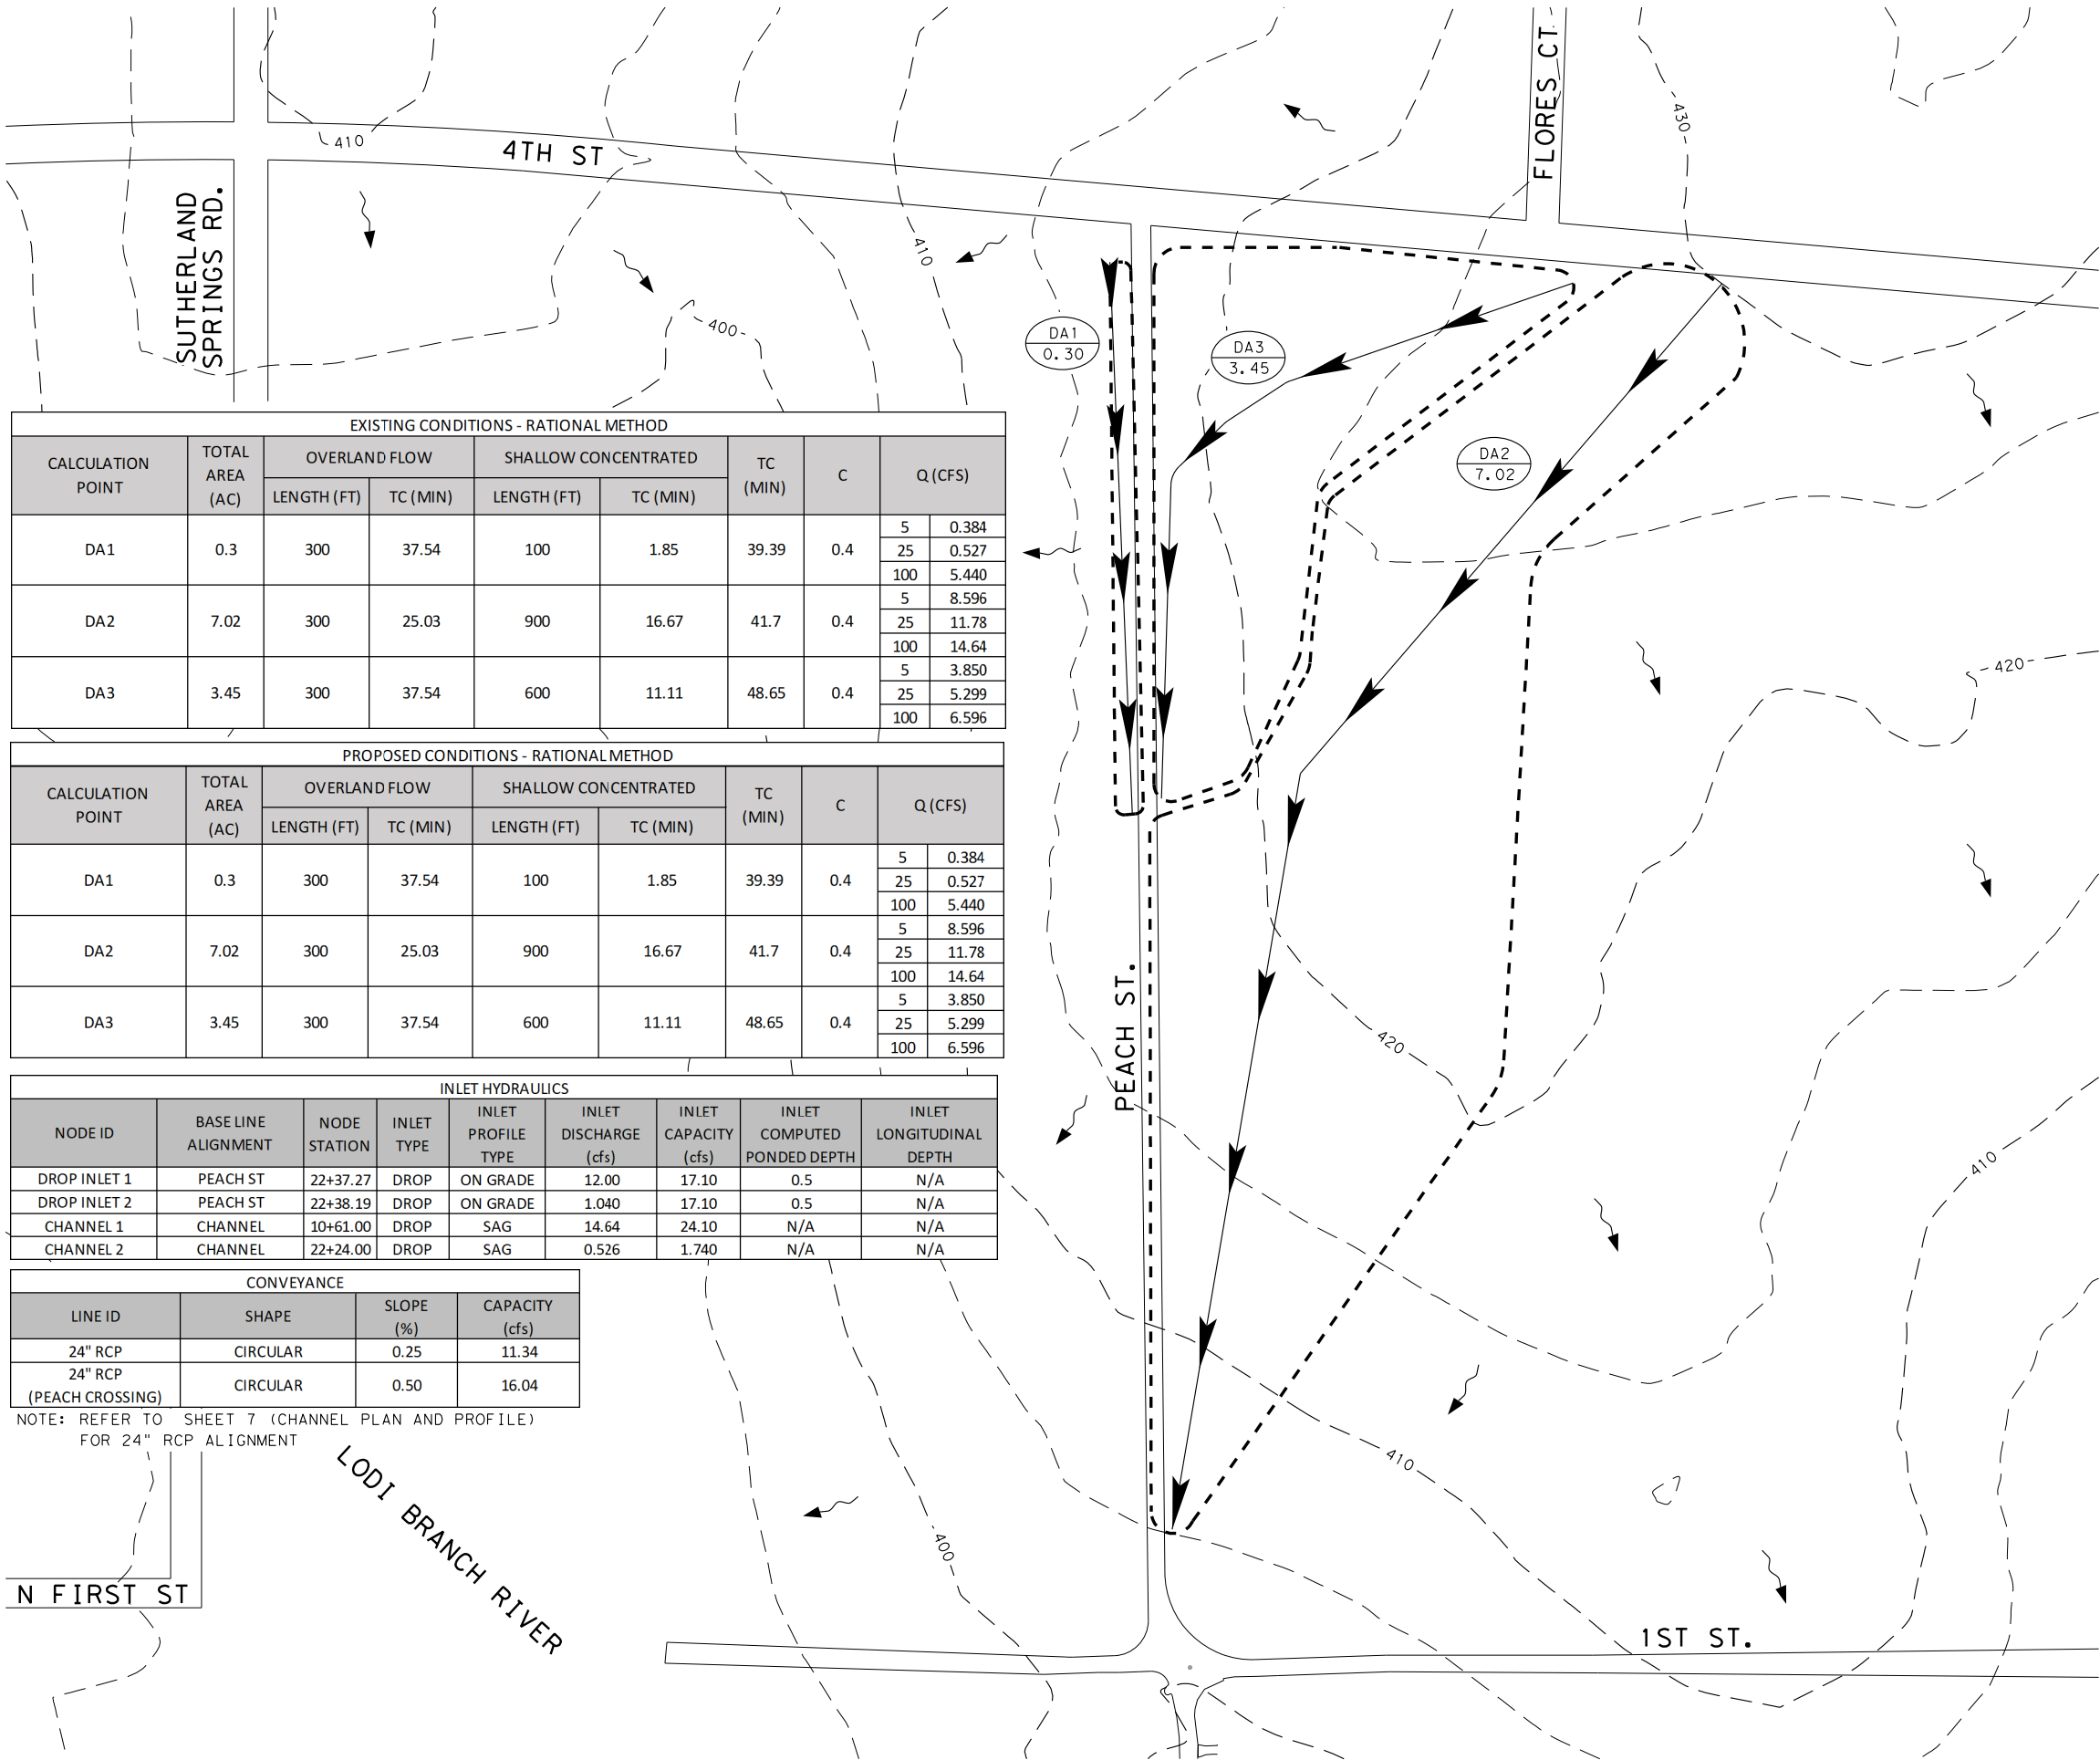 FLORES CT.
430
410
4TH ST
SUTHERLAND
SPRINGS RD.
410
400
DA1
0.30
DA3
3.45
DA2
7.02
EXISTING CONDITIONS - RATIONAL METHOD
CALCULATION POINT TOTAL AREA (AC) OVERLAND FLOW SHALLOW CONCENTRATED TC (MIN) C Q (CFS)
LENGTH (FT) TC (MIN) LENGTH (FT) TC (MIN)
DA1 0.3 300 37.54 100 1.85 39.39 0.4
5 0.384
25 0.527
100 5.440
DA2 7.02 300 25.03 900 16.67 41.7 0.4
5 8.596
25 11.78
100 14.64
DA3 3.45 300 37.54 600 11.11 48.65 0.4
5 3.850
25 5.299
100 6.596
420
PROPOSED CONDITIONS - RATIONAL METHOD
CALCULATION POINT TOTAL AREA (AC) OVERLAND FLOW SHALLOW CONCENTRATED TC (MIN) C Q (CFS)
LENGTH (FT) TC (MIN) LENGTH (FT) TC (MIN)
DA1 0.3 300 37.54 100 1.85 39.39 0.4
5 0.384
25 0.527
100 5.440
DA2 7.02 300 25.03 900 16.67 41.7 0.4
5 8.596
25 11.78
100 14.64
DA3 3.45 300 37.54 600 11.11 48.65 0.4
5 3.850
25 5.299
100 6.596
PEACH ST.
420
410
INLET HYDRAULICS
NODE ID BASE LINE ALIGNMENT NODE STATION INLET TYPE INLET PROFILE TYPE INLET DISCHARGE (cfs) INLET CAPACITY (cfs) INLET COMPUTED PONDED DEPTH INLET LONGITUDINAL DEPTH
DROP INLET 1 PEACH ST 22+37.27 DROP ON GRADE 12.00 17.10 0.5 N/A
DROP INLET 2 PEACH ST 22+38.19 DROP ON GRADE 1.040 17.10 0.5 N/A
CHANNEL 1 CHANNEL 10+61.00 DROP SAG 14.64 24.10 N/A N/A
CHANNEL 2 CHANNEL 22+24.00 DROP SAG 0.526 1.740 N/A N/A
CONVEYANCE
LINE ID SHAPE SLOPE (%) CAPACITY (cfs)
24" RCP CIRCULAR 0.25 11.34
24" RCP (PEACH CROSSING) CIRCULAR 0.50 16.04
NOTE: REFER TO SHEET 7 (CHANNEL PLAN AND PROFILE)
FOR 24" RCP ALIGNMENT
410
400
LODI BRANCH RIVER
N FIRST ST
1ST ST.